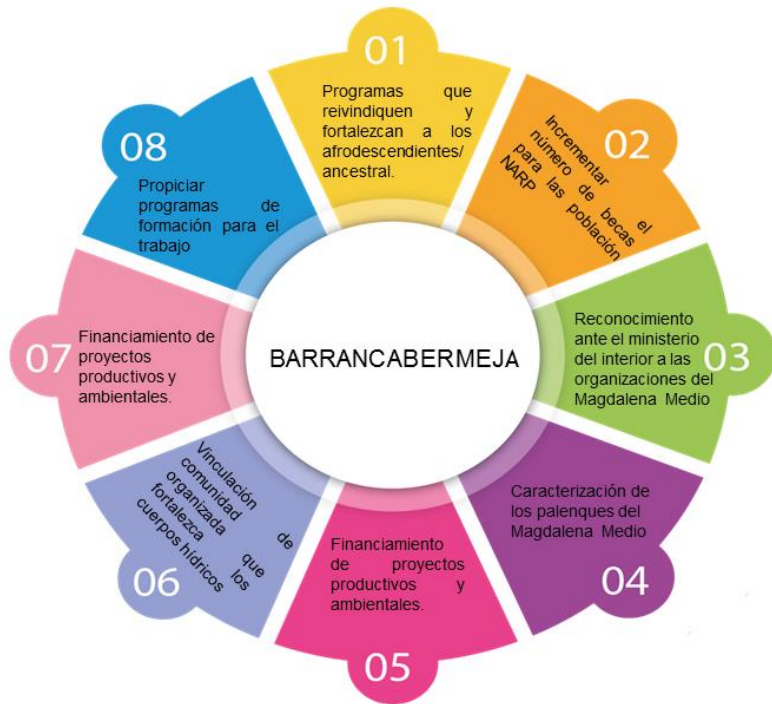 01
Programas que
reivindiquen y
fortalezcan a los
afrodescendientes/
ancestral.
02
Incrementar el
número de becas
para las población
NARP
03
Reconocimiento
ante el ministerio
del interior a las
organizaciones del
Magdalena Medio
04
Caracterización de
los palenques del
Magdalena Medio
05
Financiamiento
de proyectos
productivos y
ambientales.
06
Vinculación de
comunidad
organizada que
fortalezca los
cuerpos hídricos
07
Financiamiento de
proyectos
productivos y
ambientales.
08
Propiciar
programas de
formación para el
trabajo
BARRANCABERMEJA